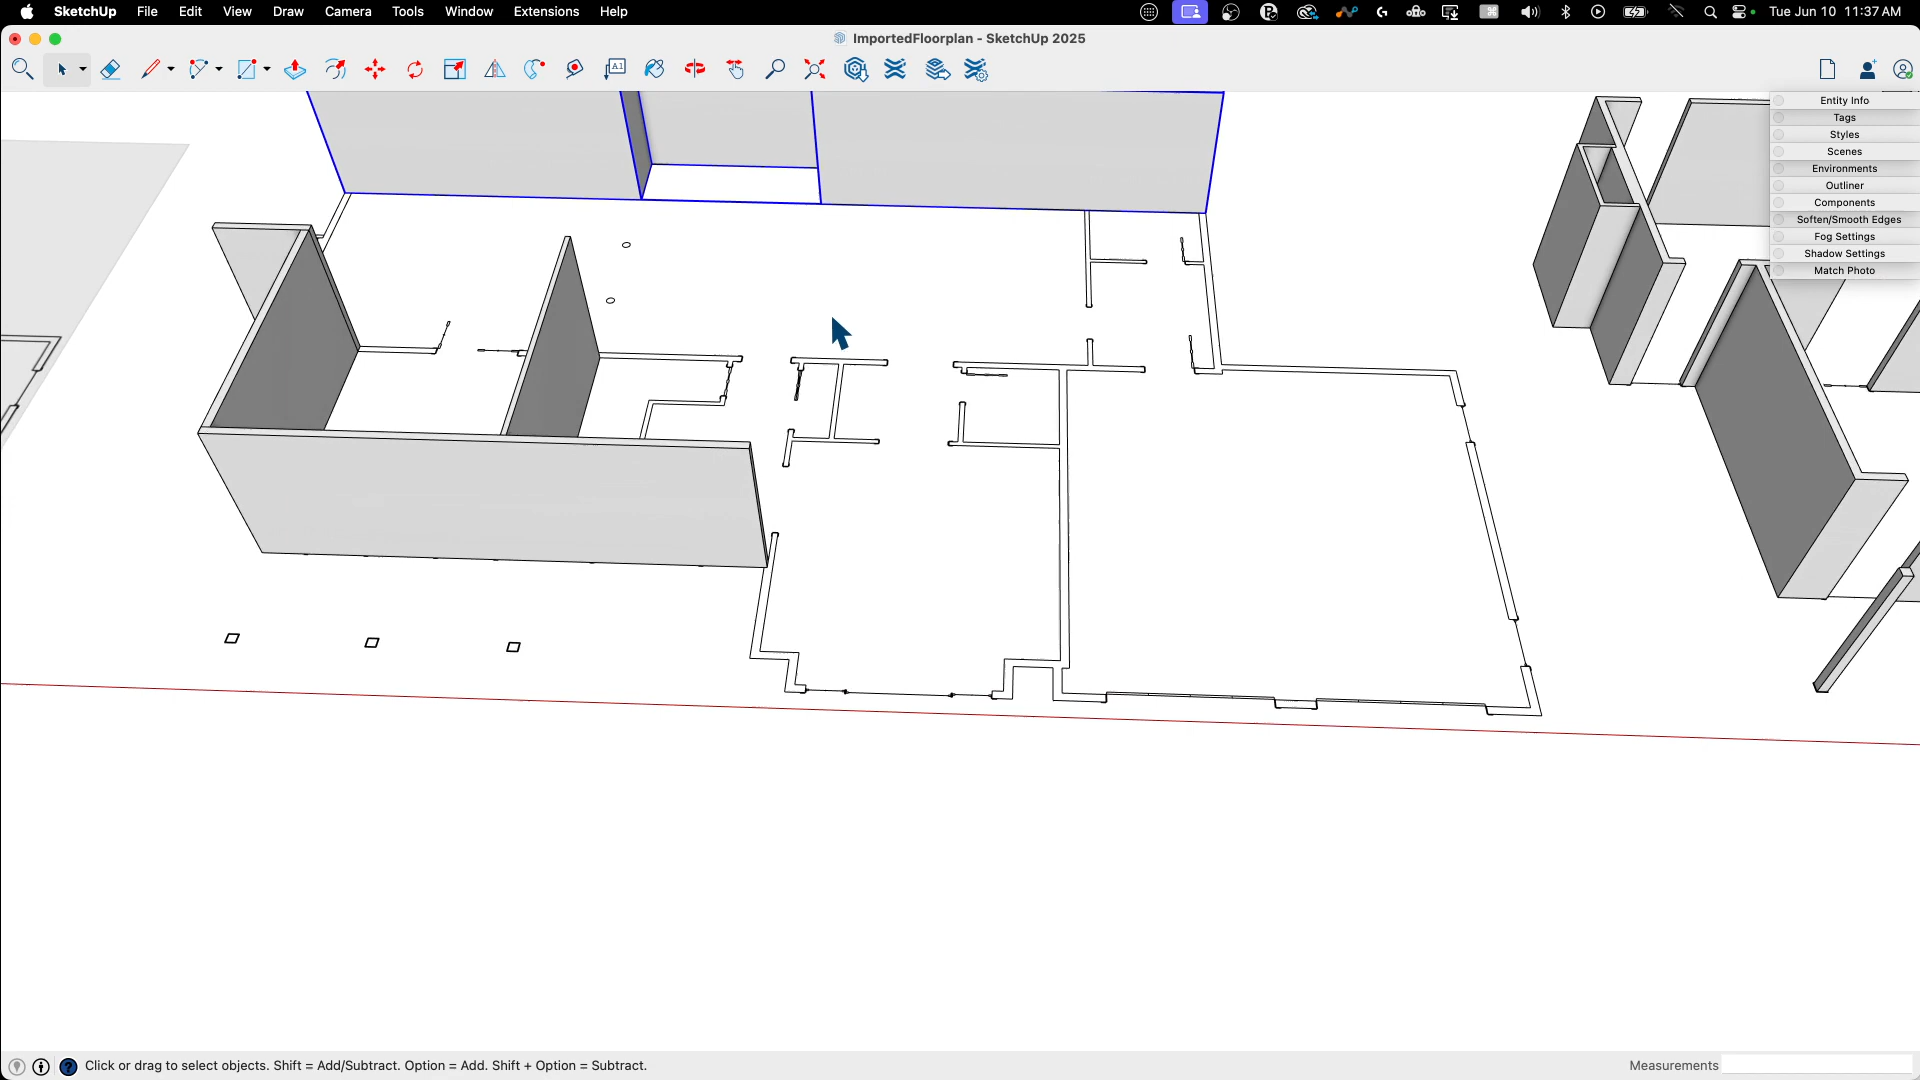 SketchUp File Edit View Draw Camera Tools Window Extensions Help Tue Jun 10 11:37 AM
ImportedFloorplan - SketchUp 2025
A1
Entity Info
Tags
Styles
Scenes
Environments
Outliner
Components
Soften/Smooth Edges
Fog Settings
Shadow Settings
Match Photo
Click or drag to select objects. Shift = Add/Subtract. Option = Add. Shift + Option = Subtract.
Measurements